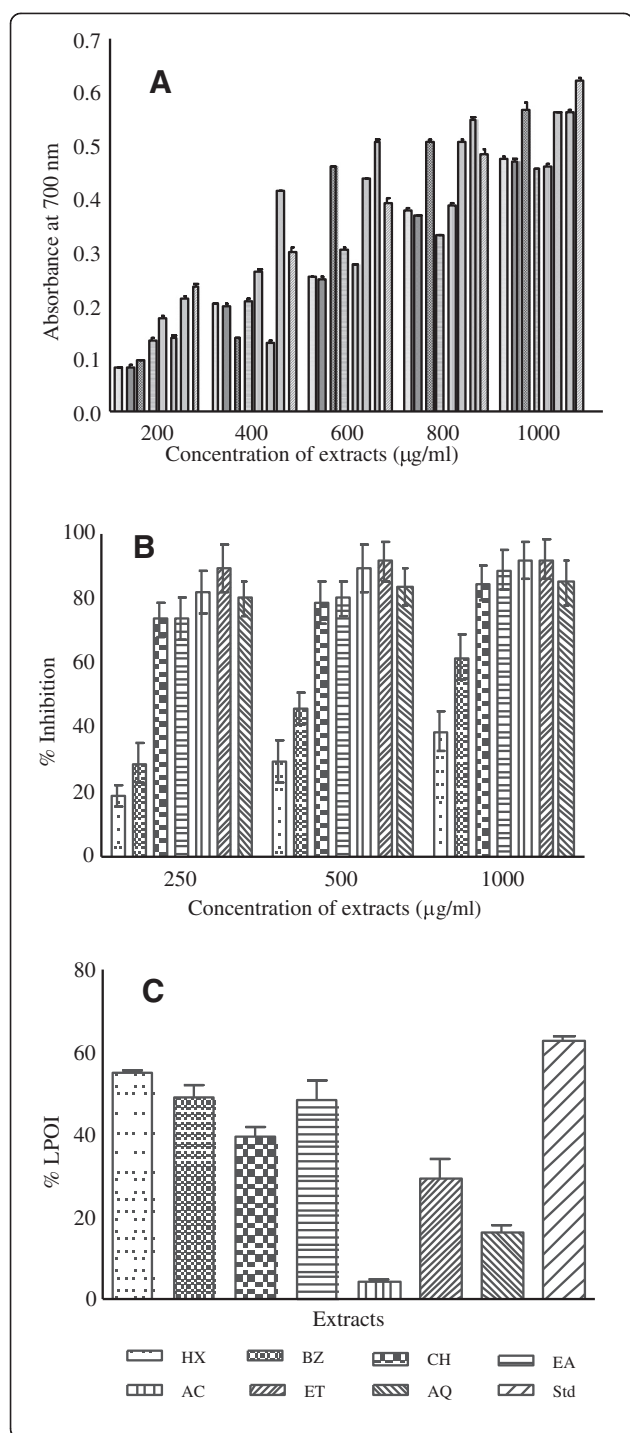 A
0.7
0.6
0.5
0.4
0.3
0.2
0.1
0.0
Absorbance at 700 nm
200 400 600 800 1000
Concentration of extracts (µg/ml)
B
100
80
60
40
20
0
% Inhibition
250 500 1000
Concentration of extracts (µg/ml)
C
80
60
40
20
0
% LPOI
Extracts
HX BZ CH EA
AC ET AQ Std